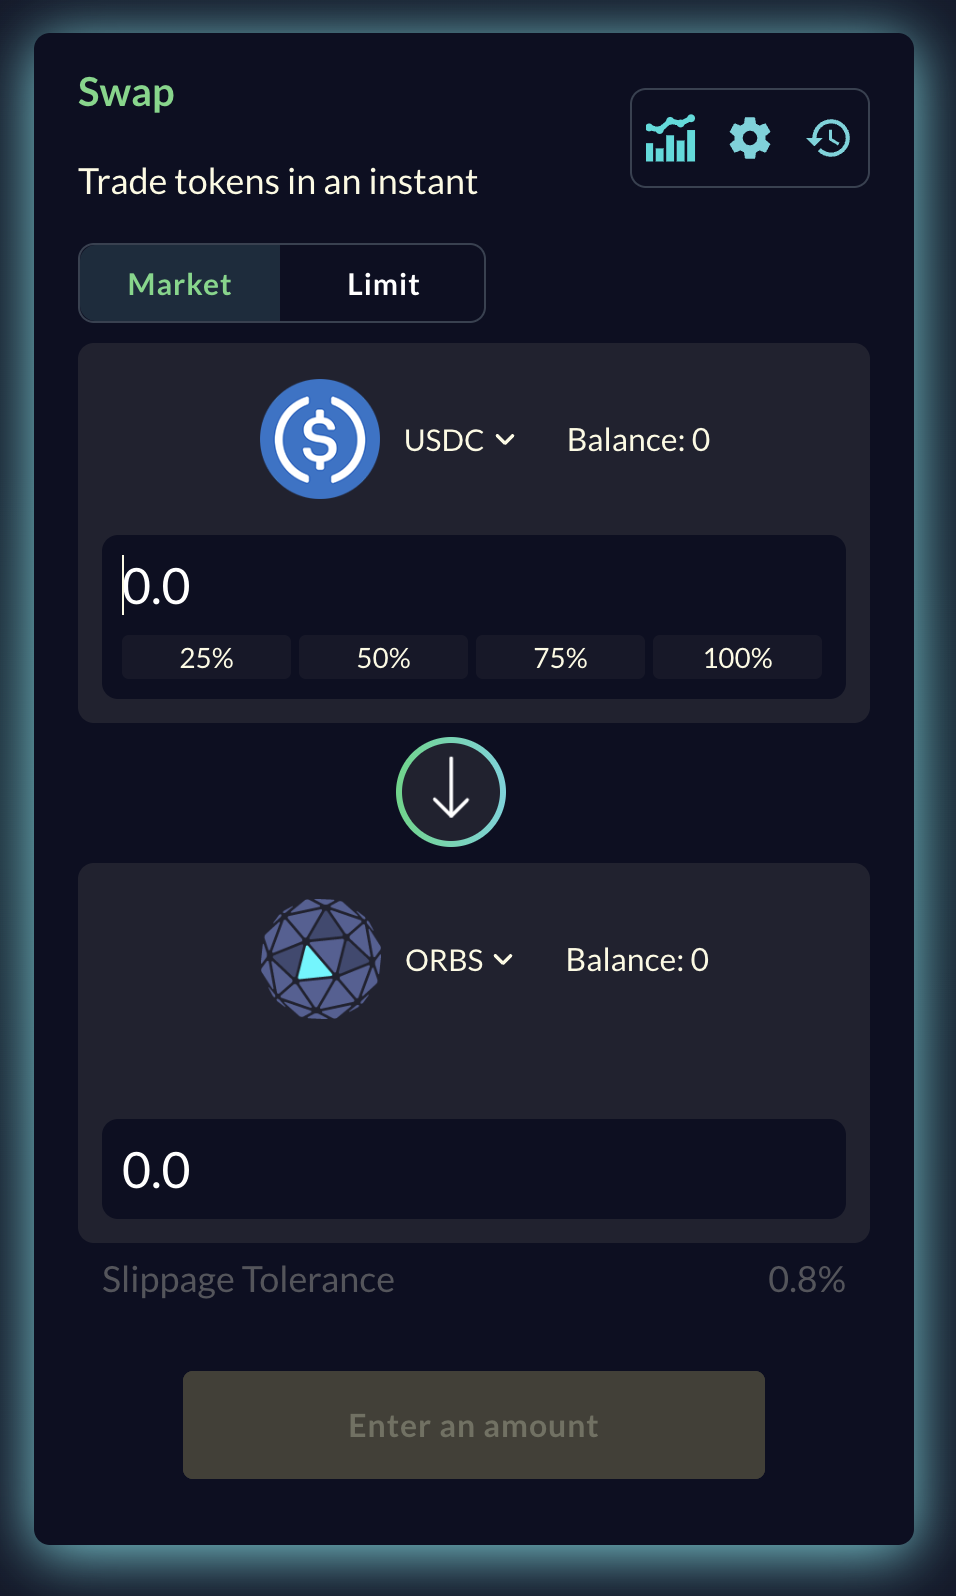 Swap
Trade tokens in an instant
Market Limit
USDC Balance: 0
0.0
25% 50% 75% 100%
ORBS Balance: 0
0.0
Slippage Tolerance 0.8%
Enter an amount